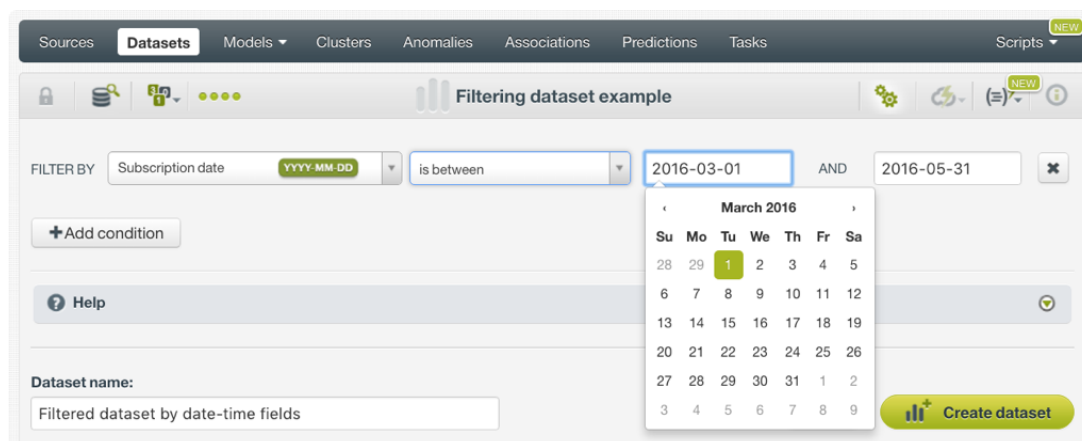 NEW
Sources Datasets Models Clusters Anomalies Associations Predictions Tasks Scripts
Filtering dataset example NEW
FILTER BY Subscription date YYYY-MM-DD is between 2016-03-01 AND 2016-05-31
‹ March 2016 ›
Su Mo Tu We Th Fr Sa
28 29 1 2 3 4 5
+Add condition
6 7 8 9 10 11 12
Help
13 14 15 16 17 18 19
20 21 22 23 24 25 26
27 28 29 30 31 1 2
3 4 5 6 7 8 9
Dataset name:
Filtered dataset by date-time fields
Create dataset